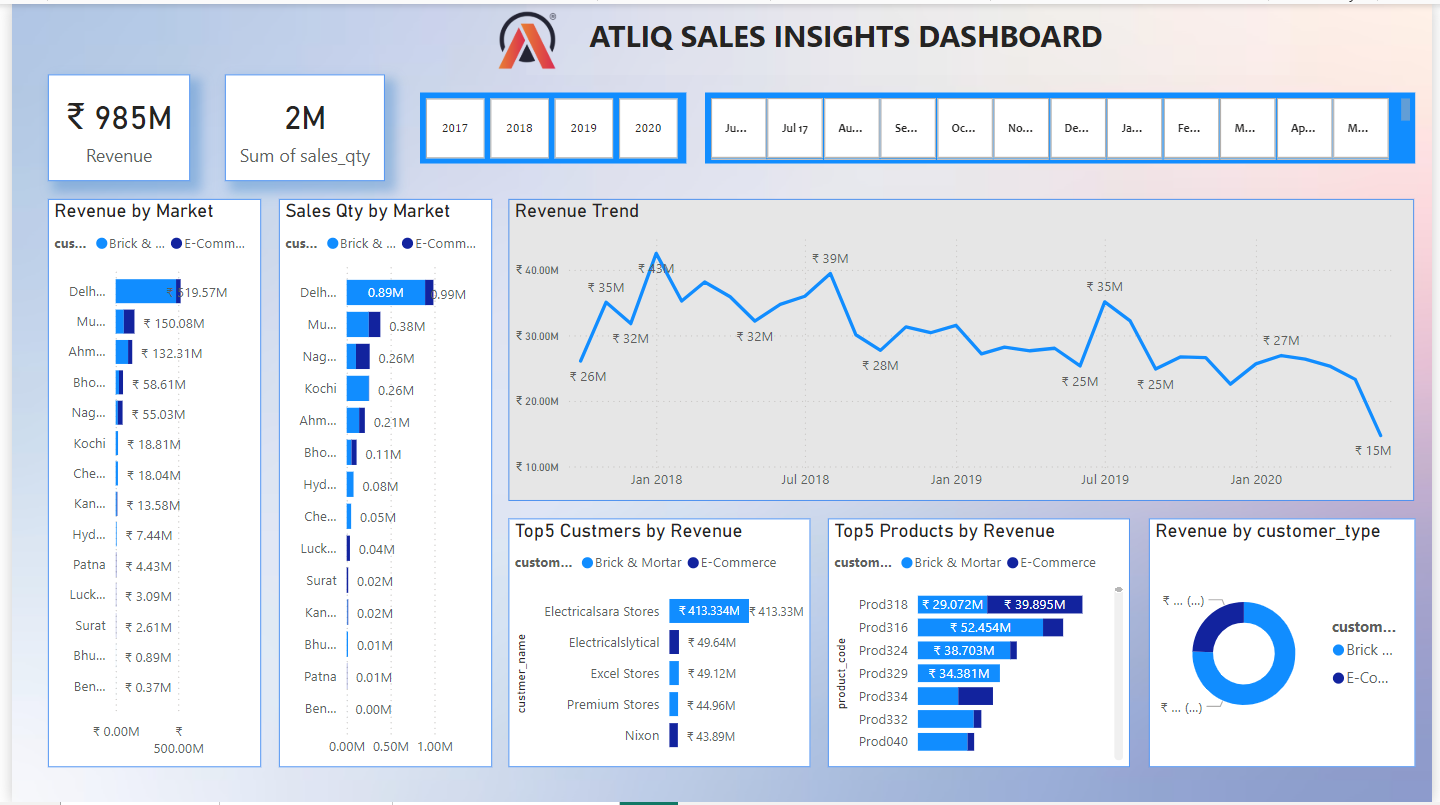 ATLIQ SALES INSIGHTS DASHBOARD
®
₹ 985M
Revenue
2M
Sum of sales_qty
2017 2018 2019 2020
Ju... Jul 17 Au... Se... Oc... No... De... Ja... Fe... M... Ap... M...
Revenue by Market
cus... Brick & ... E-Comm...
Delh... ₹ 519.57M
Mu... ₹ 150.08M
Ahm... ₹ 132.31M
Bho... ₹ 58.61M
Nag... ₹ 55.03M
Kochi ₹ 18.81M
Che... ₹ 18.04M
Kan... ₹ 13.58M
Hyd... ₹ 7.44M
Patna ₹ 4.43M
Luck... ₹ 3.09M
Surat ₹ 2.61M
Bhu... ₹ 0.89M
Ben... ₹ 0.37M
₹ 0.00M ₹
500.00M
Sales Qty by Market
cus... Brick & ... E-Comm...
Delh... 0.89M 0.99M
Mu... 0.38M
Nag... 0.26M
Kochi 0.26M
Ahm... 0.21M
Bho... 0.11M
Hyd... 0.08M
Che... 0.05M
Luck... 0.04M
Surat 0.02M
Kan... 0.02M
Bhu... 0.01M
Patna 0.01M
Ben... 0.00M
0.00M 0.50M 1.00M
Revenue Trend
₹ 40.00M
₹ 30.00M
₹ 20.00M
₹ 10.00M
₹ 26M
₹ 35M
₹ 32M
₹ 43M
₹ 32M
₹ 39M
₹ 28M
₹ 25M
₹ 35M
₹ 25M
₹ 27M
₹ 15M
Jan 2018 Jul 2018 Jan 2019 Jul 2019 Jan 2020
Top5 Custmers by Revenue
custom... Brick & Mortar E-Commerce
custmer_name
Electricalsara Stores ₹ 413.334M ₹ 413.33M
Electricalslytical ₹ 49.64M
Excel Stores ₹ 49.12M
Premium Stores ₹ 44.96M
Nixon ₹ 43.89M
Top5 Products by Revenue
custom... Brick & Mortar E-Commerce
product_code
Prod318 ₹ 29.072M ₹ 39.895M
Prod316 ₹ 52.454M
Prod324 ₹ 38.703M
Prod329 ₹ 34.381M
Prod334
Prod332
Prod040
Revenue by customer_type
₹ ... (...)
₹ ... (...)
custom...
Brick ...
E-Co...